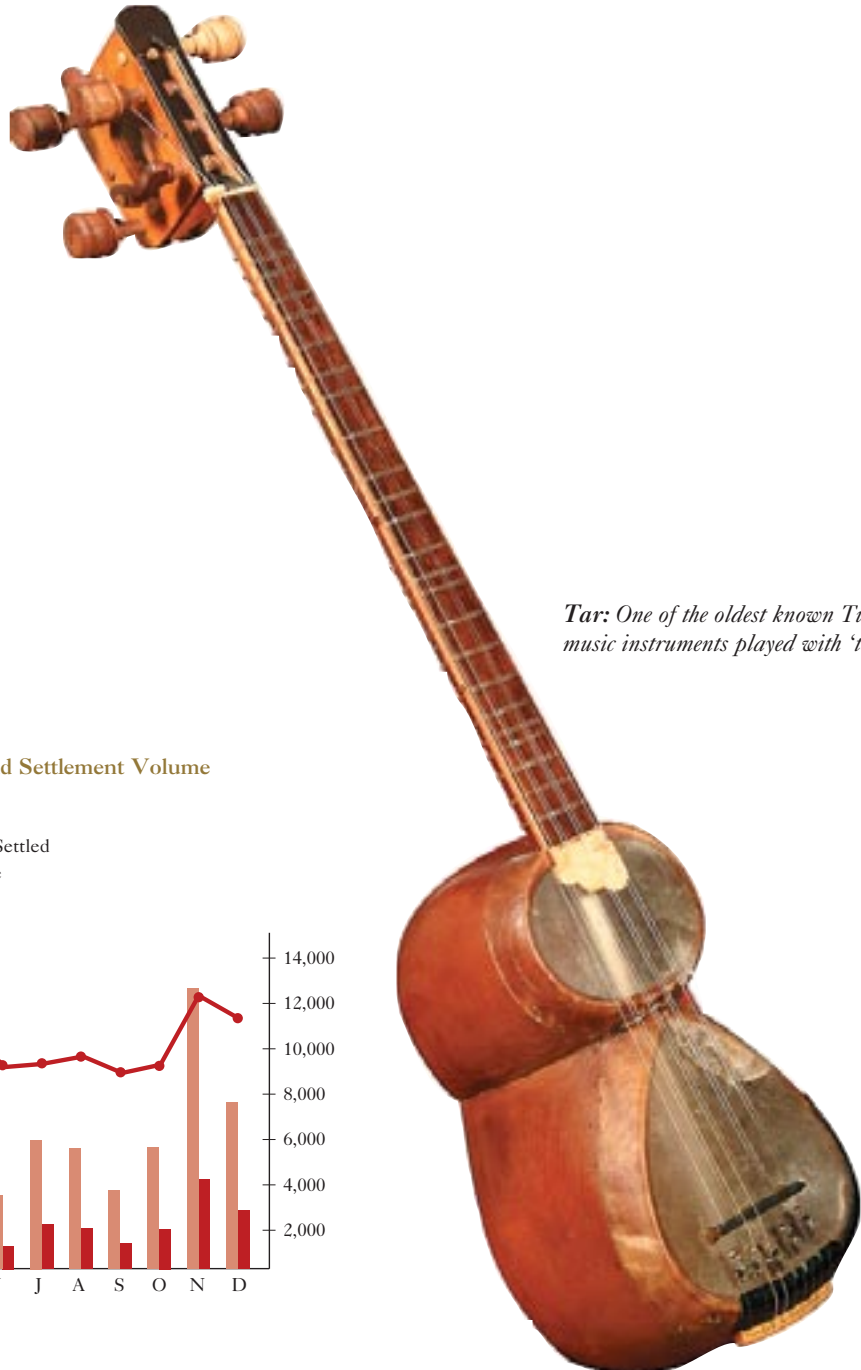 Tar: One of the oldest known
music instruments played with
Settlement Volume
Settled
14,000
12,000
10,000
8,000
6,000
4,000
2,000
J A S O N D